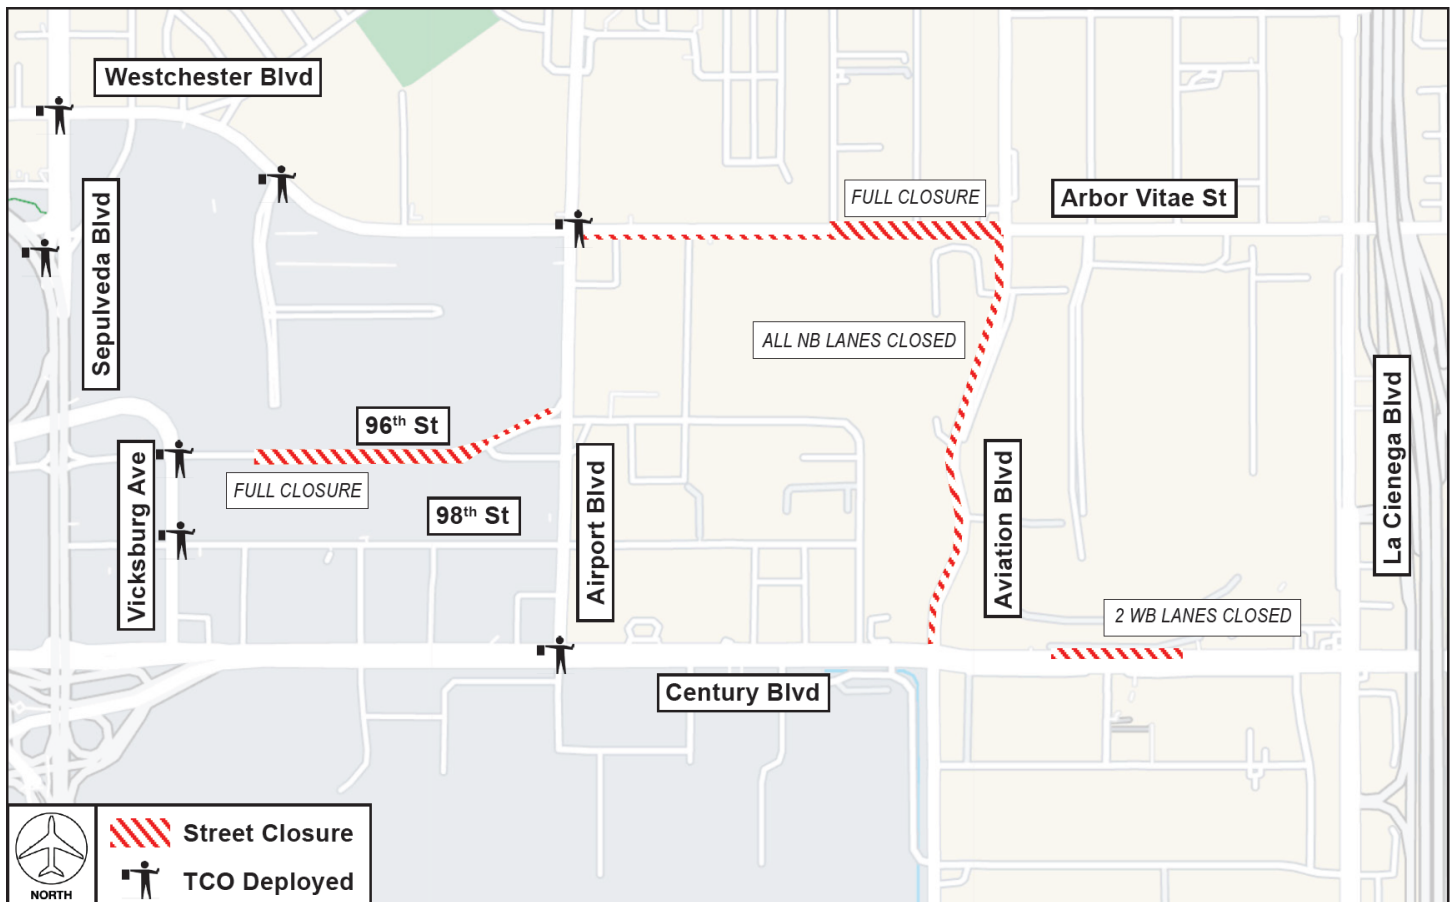 Westchester Blvd
Sepulveda Blvd
FULL CLOSURE
Arbor Vitae St
ALL NB LANES CLOSED
96th St
FULL CLOSURE
98th St
Vicksburg Ave
Airport Blvd
Aviation Blvd
La Cienega Blvd
2 WB LANES CLOSED
Century Blvd
Street Closure
TCO Deployed
NORTH